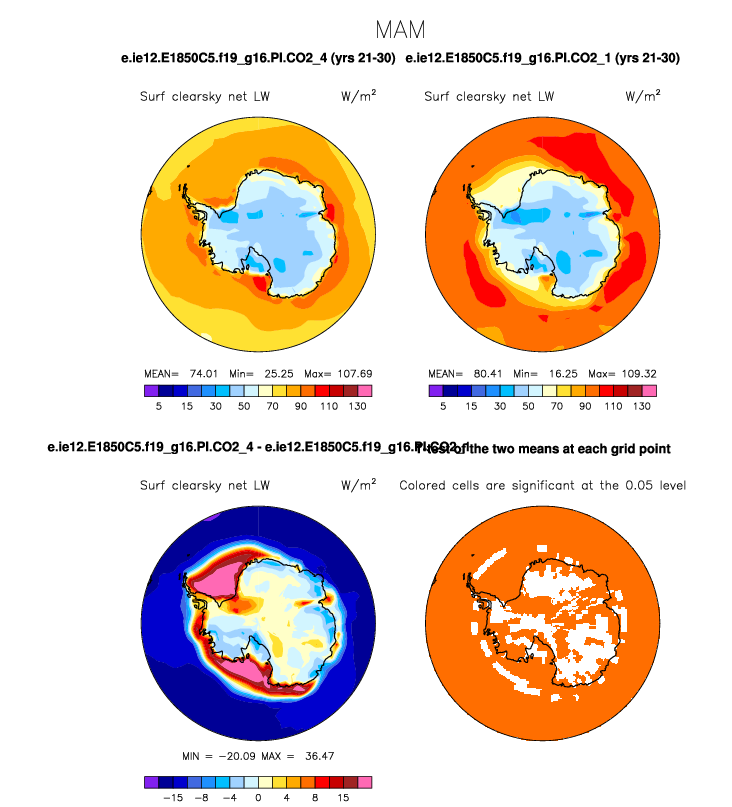 MAM
e.ie12.E1850C5.f19_g16.PI.CO2_4 (yrs 21-30) e.ie12.E1850C5.f19_g16.PI.CO2_1 (yrs 21-30)
Surf clearsky net LW W/m² Surf clearsky net LW W/m²
MEAN= 74.01 Min= 25.25 Max= 107.69 MEAN= 80.41 Min= 16.25 Max= 109.32
5 15 30 50 70 90 110 130 5 15 30 50 70 90 110 130
e.ie12.E1850C5.f19_g16.PI.CO2_4 - e.ie12.E1850C5.f19_g16.PI.CO2_1 T-test of the two means at each grid point
Surf clearsky net LW W/m² Colored cells are significant at the 0.05 level
MIN = −20.09 MAX = 36.47
−15 −8 −4 0 4 8 15